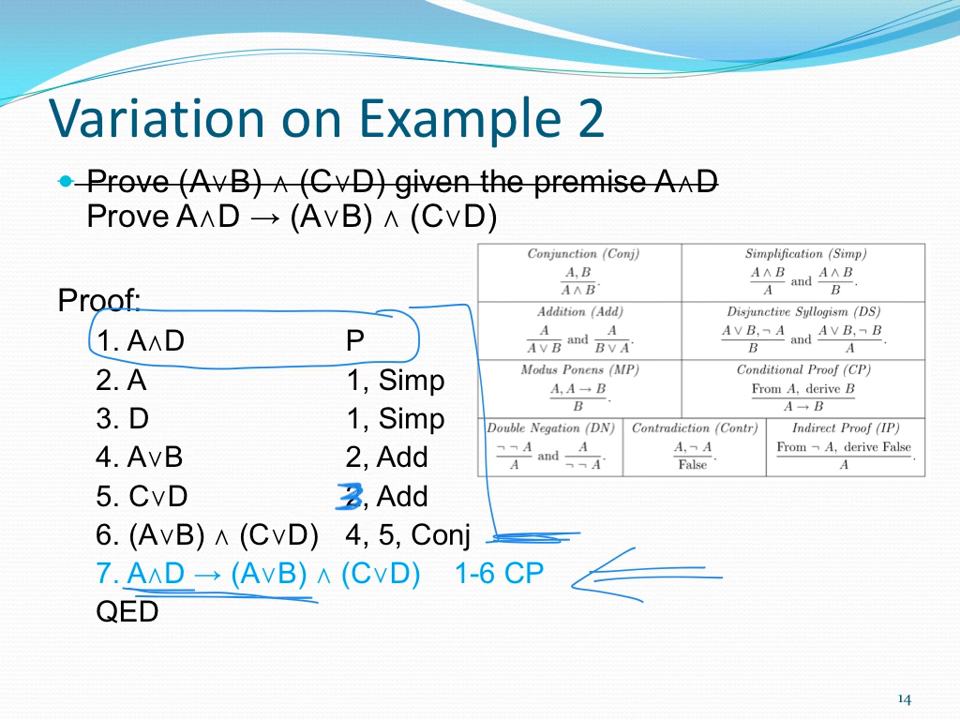 Variation on Example 2
Prove (A∨B) ∧ (C∨D) given the premise A∧D
Prove A∧D → (A∨B) ∧ (C∨D)
Proof:
1. A∧D P
2. A 1, Simp
3. D 1, Simp
4. A∨B 2, Add
5. C∨D 3, Add
6. (A∨B) ∧ (C∨D) 4, 5, Conj
7. A∧D → (A∨B) ∧ (C∨D) 1-6 CP
QED
Conjunction (Conj)
A, B
A ∧ B.
Simplification (Simp)
A ∧ B and A ∧ B
A B.
Addition (Add)
A and A
A ∨ B B ∨ A.
Disjunctive Syllogism (DS)
A ∨ B, ¬ A and A ∨ B, ¬ B
B A.
Modus Ponens (MP)
A, A → B
B.
Conditional Proof (CP)
From A, derive B
A → B
Double Negation (DN)
¬ ¬ A and A
A ¬ ¬ A.
Contradiction (Contr)
A, ¬ A
False.
Indirect Proof (IP)
From ¬ A, derive False
A.
14